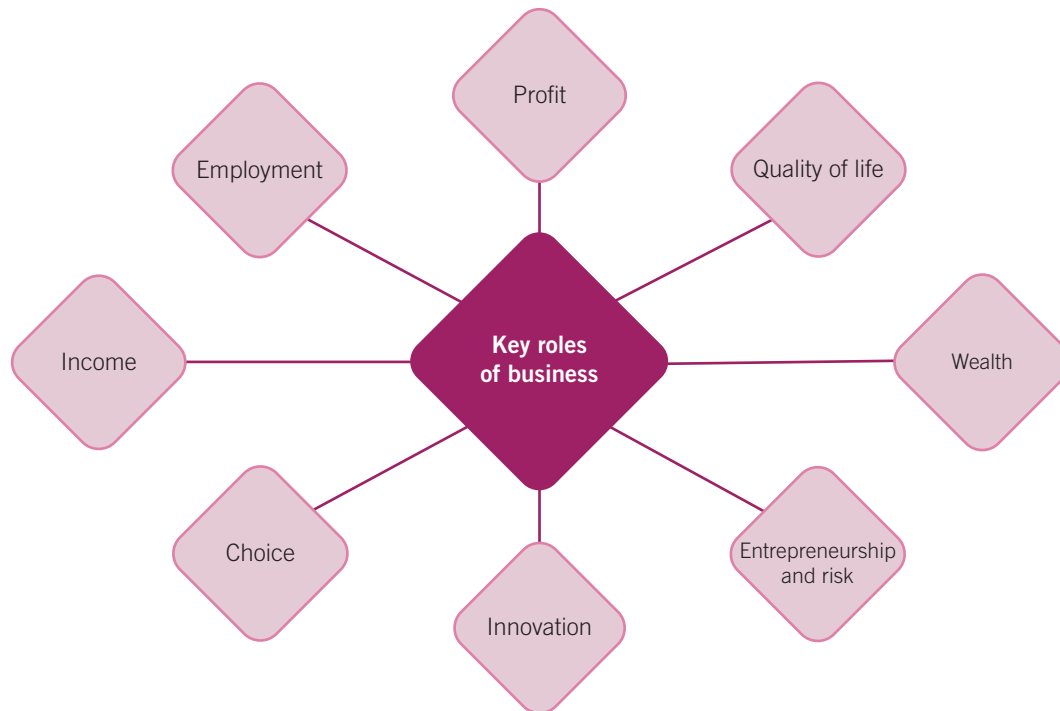 Profit
Employment
Quality of life
Key roles
of business
Income
Wealth
Choice
Entrepreneurship
and risk
Innovation